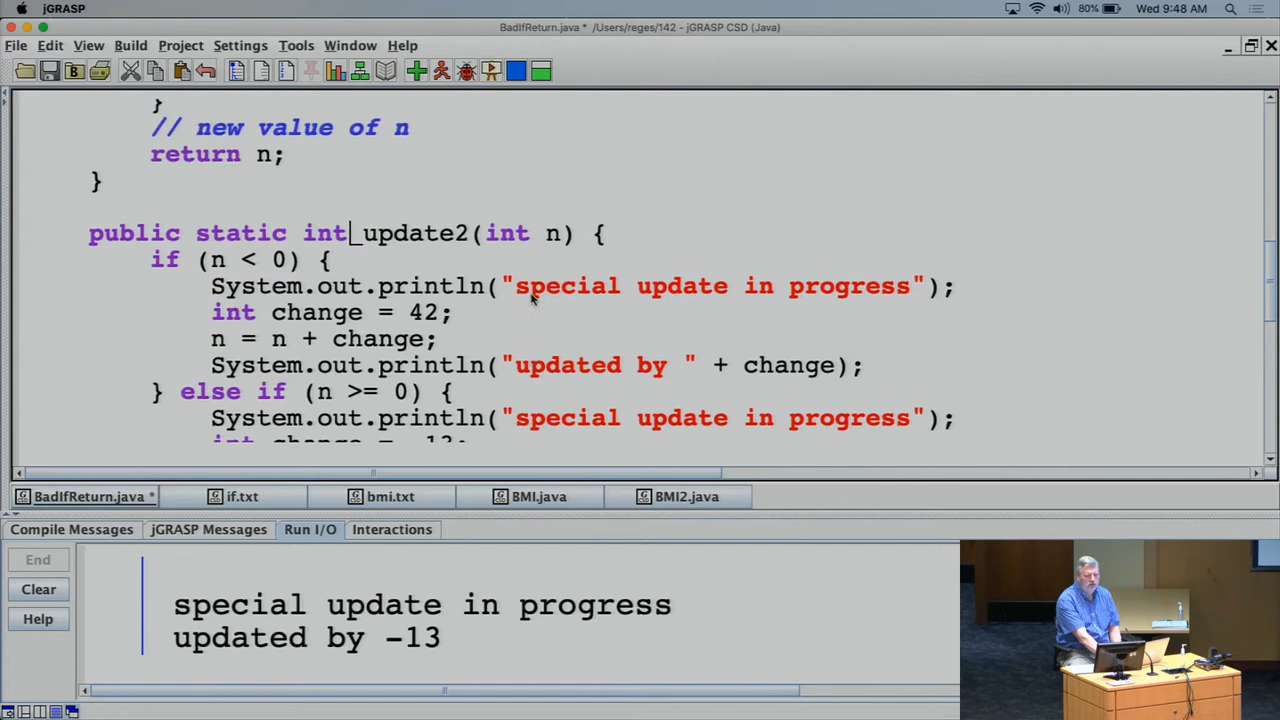 jGRASP
80% Wed 9:48 AM
BadIfReturn.java * /Users/reges/142 - jGRASP CSD (Java)
File Edit View Build Project Settings Tools Window Help
}
// new value of n
return n;
}
public static int update2(int n) {
if (n < 0) {
System.out.println("special update in progress");
int change = 42;
n = n + change;
System.out.println("updated by " + change);
} else if (n >= 0) {
System.out.println("special update in progress");
int change = -13;
BadIfReturn.java * if.txt bmi.txt BMI.java BMI2.java
Compile Messages jGRASP Messages Run I/O Interactions
End
Clear
Help
special update in progress
updated by -13